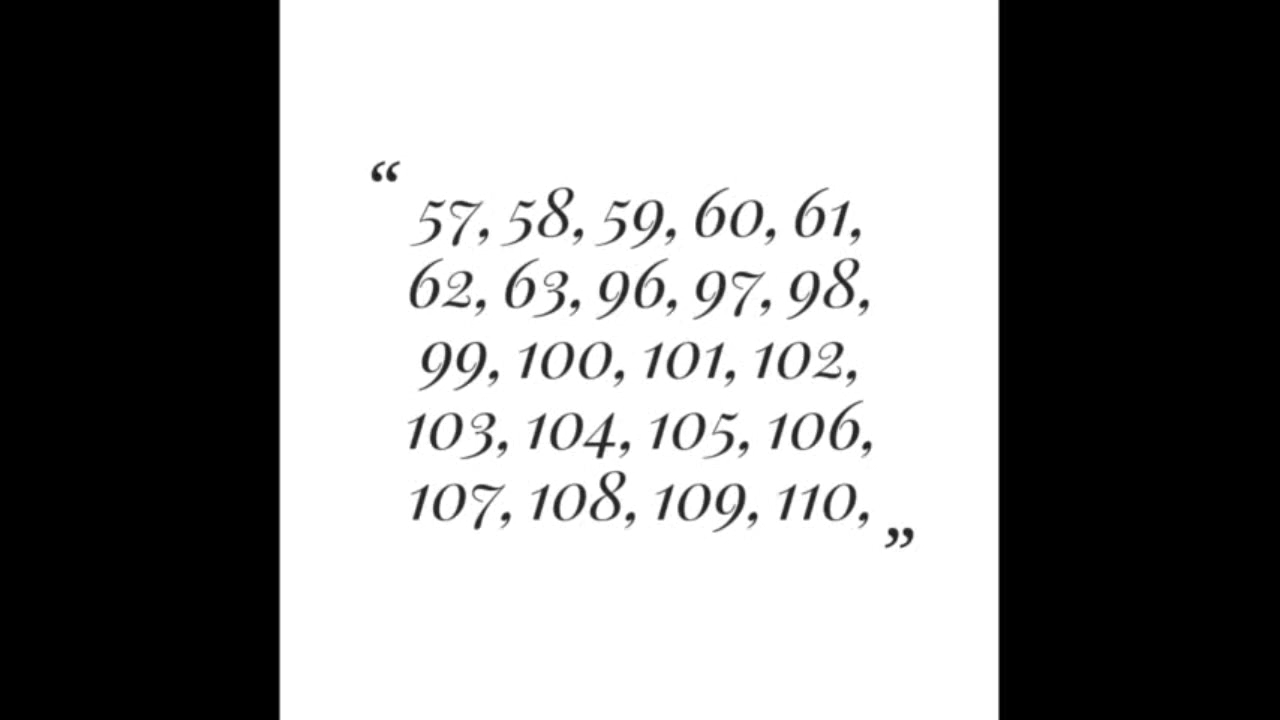 “
57, 58, 59, 60, 61,
62, 63, 96, 97, 98,
99, 100, 101, 102,
103, 104, 105, 106,
107, 108, 109, 110,
”